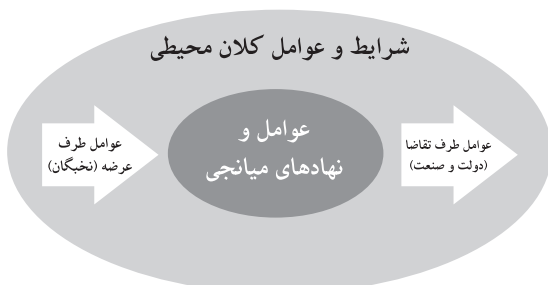 شرایط و عوامل کلان محیطی
عوامل طرف تقاضا
(دولت و صنعت)
عوامل و
نهادهای میانجی
عوامل طرف
عرضه (نخبگان)